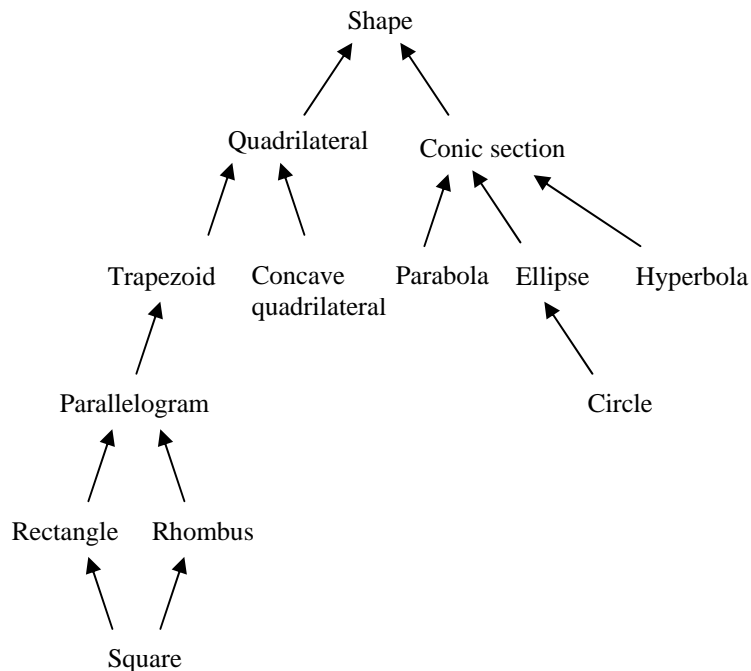 Shape
Quadrilateral
Conic section
Trapezoid
Concave
quadrilateral
Parabola
Ellipse
Hyperbola
Parallelogram
Circle
Rectangle
Rhombus
Square